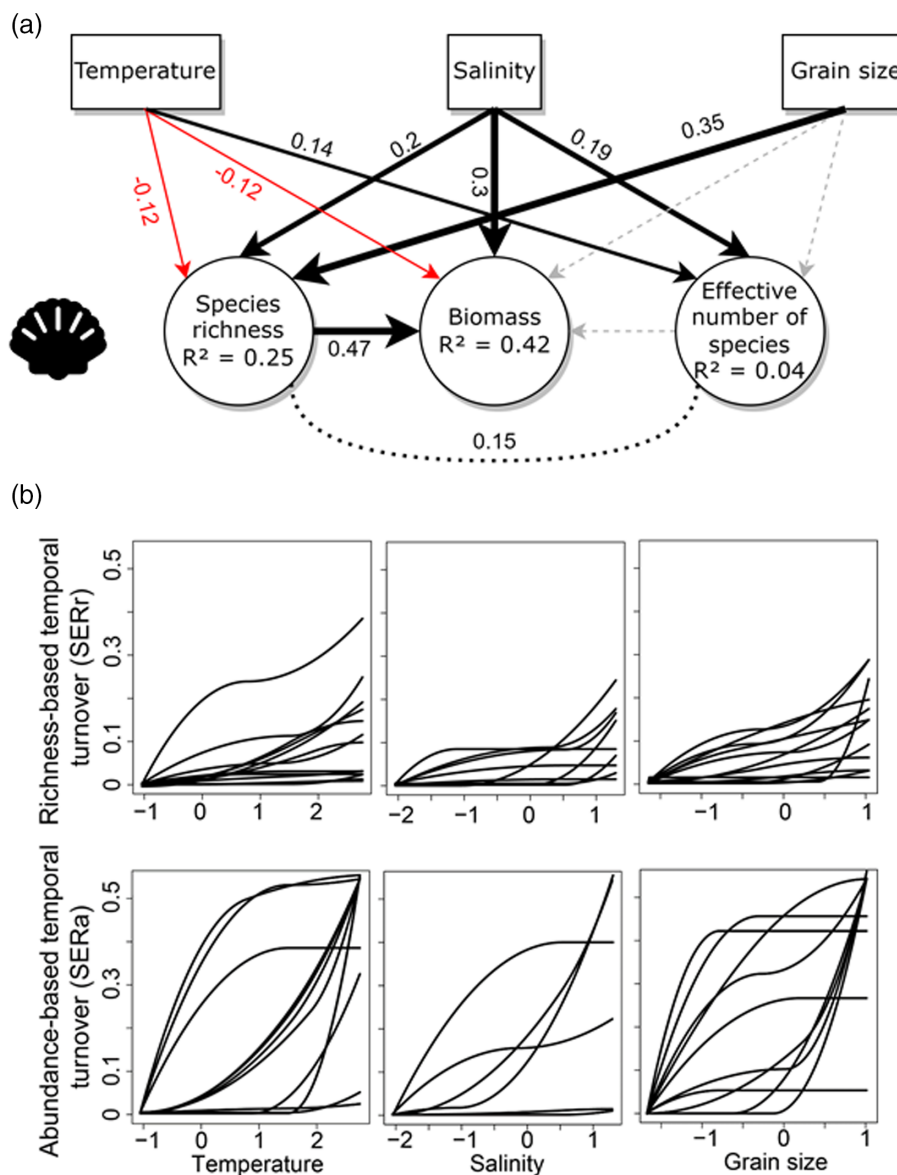 (a)
Temperature
Salinity
Grain size
0.14
0.2
0.3
0.19
0.35
-0.12
-0.12
Species
richness
R² = 0.25
0.47
Biomass
R² = 0.42
Effective
number of
species
R² = 0.04
0.15
(b)
Richness-based temporal
turnover (SERr)
0.5
0.3
0.1
0
−1 0 1 2
−2 −1 0 1
−1 0 1
Abundance-based temporal
turnover (SERa)
0.5
0.3
0.1
0
−1 0 1 2
−2 −1 0 1
−1 0 1
Temperature
Salinity
Grain size